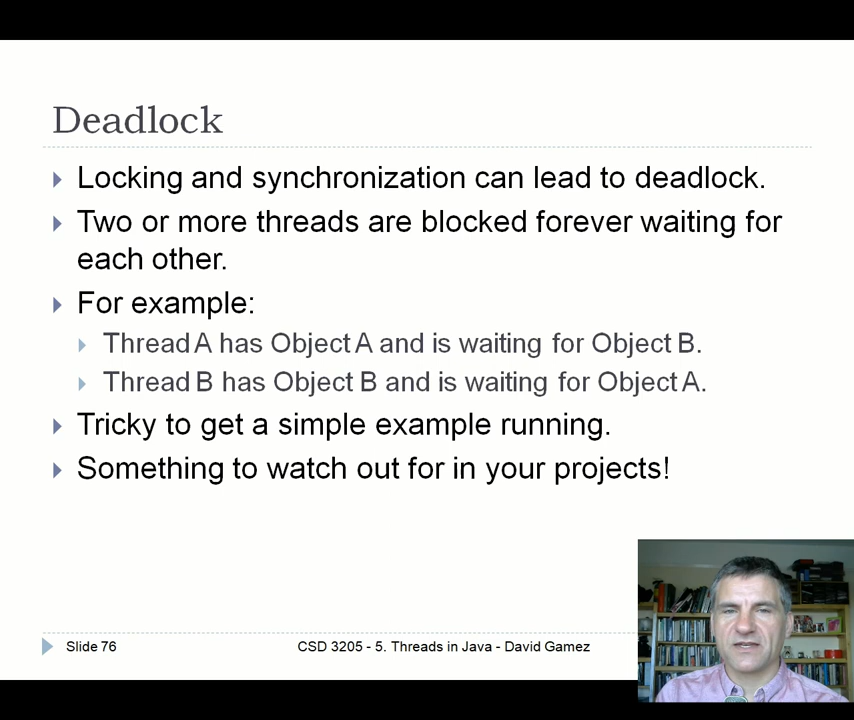 Deadlock
Locking and synchronization can lead to deadlock.
Two or more threads are blocked forever waiting for
each other.
For example:
Thread A has Object A and is waiting for Object B.
Thread B has Object B and is waiting for Object A.
Tricky to get a simple example running.
Something to watch out for in your projects!
Slide 76
CSD 3205 - 5. Threads in Java - David Gamez